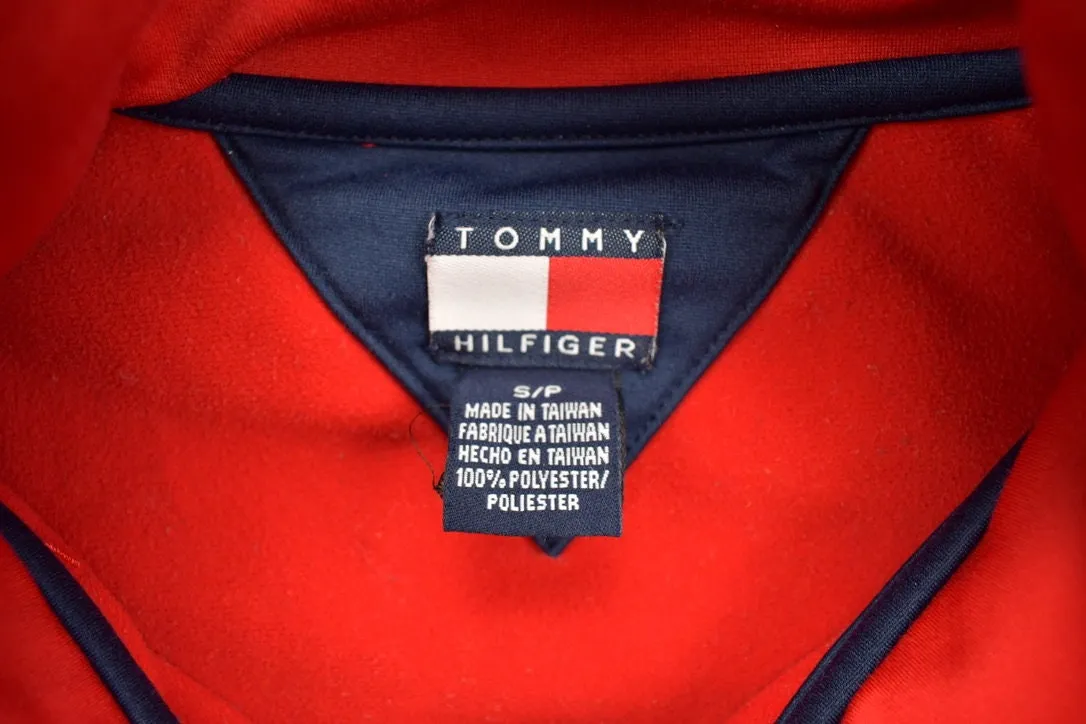 TOMMY
HILFIGER
S/P
MADE IN TAIWAN
FABRIQUE A TAIWAN
HECHO EN TAIWAN
100% POLYESTER/
POLIESTER